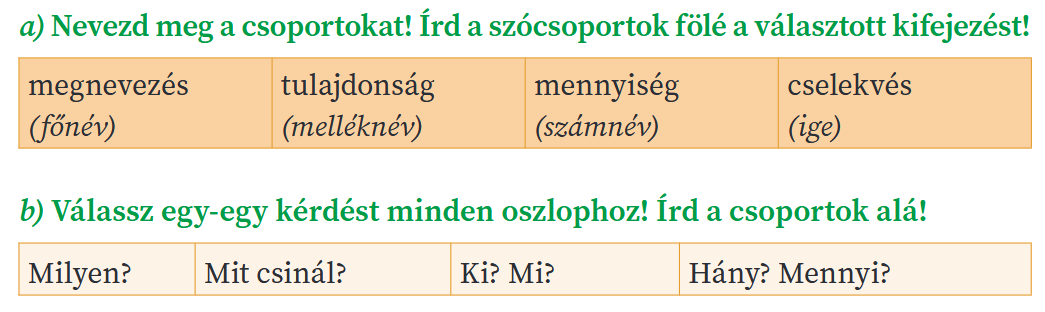 a) Nevezd meg a csoportokat! Írd a szócsoportok fölé a választott kifejezést!
megnevezés tulajdonság mennyiség cselekvés
(főnév) (melléknév) (számnév) (ige)
b) Válassz egy-egy kérdést minden oszlophoz! Írd a csoportok alá!
Milyen? Mit csinál? Ki? Mi? Hány? Mennyi?